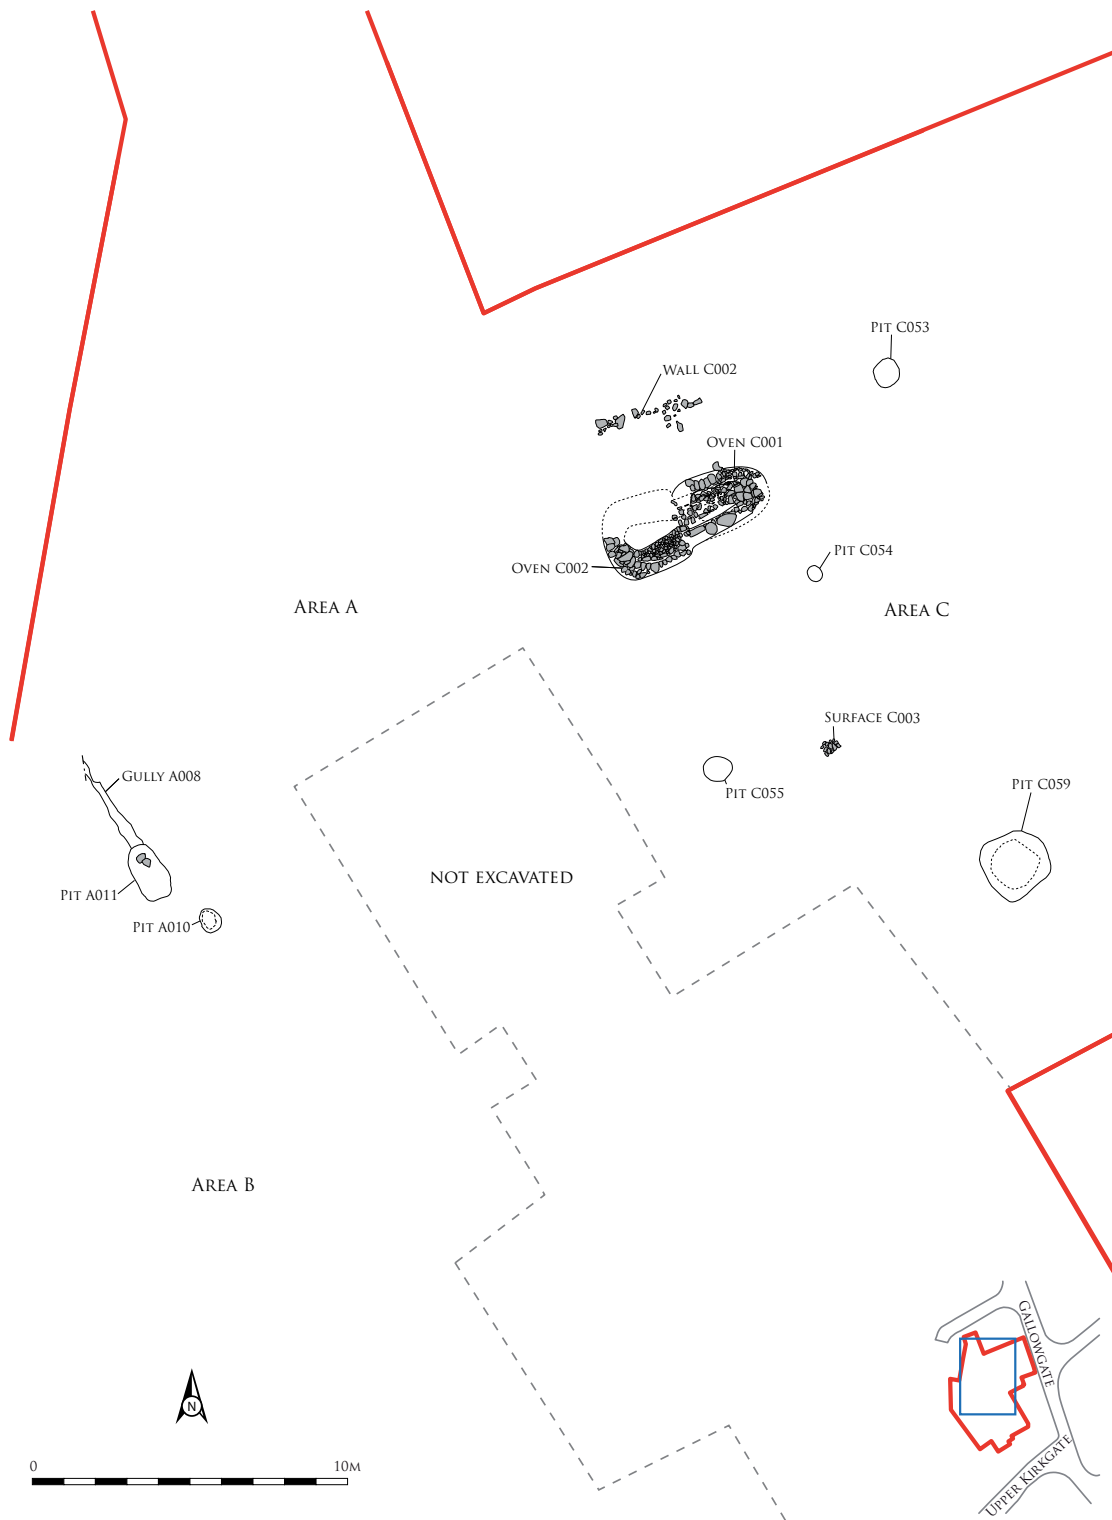 Pit C053
Wall C002
Oven C001
Pit C054
Oven C002
Area A
Area C
Surface C003
Gully A008
Pit C055
Pit C059
not excavated
Pit A011
Pit A010
Area B
Gallowgate
N
Upper Kirkgate
0 10m